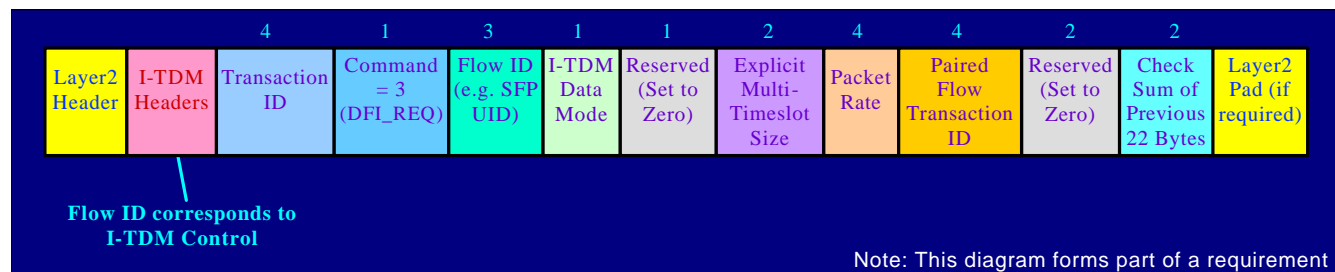 4 1 3 1 1 2 4 4 2 2
Layer2
Header
I-TDM
Headers
Transaction
ID
Command
= 3
(DFI_REQ)
Flow ID
(e.g. SFP
UID)
I-TDM
Data
Mode
Reserved
(Set to
Zero)
Explicit
Multi-
Timeslot
Size
Packet
Rate
Paired
Flow
Transaction
ID
Reserved
(Set to
Zero)
Check
Sum of
Previous
22 Bytes
Layer2
Pad (if
required)
Flow ID corresponds to
I-TDM Control
Note: This diagram forms part of a requirement